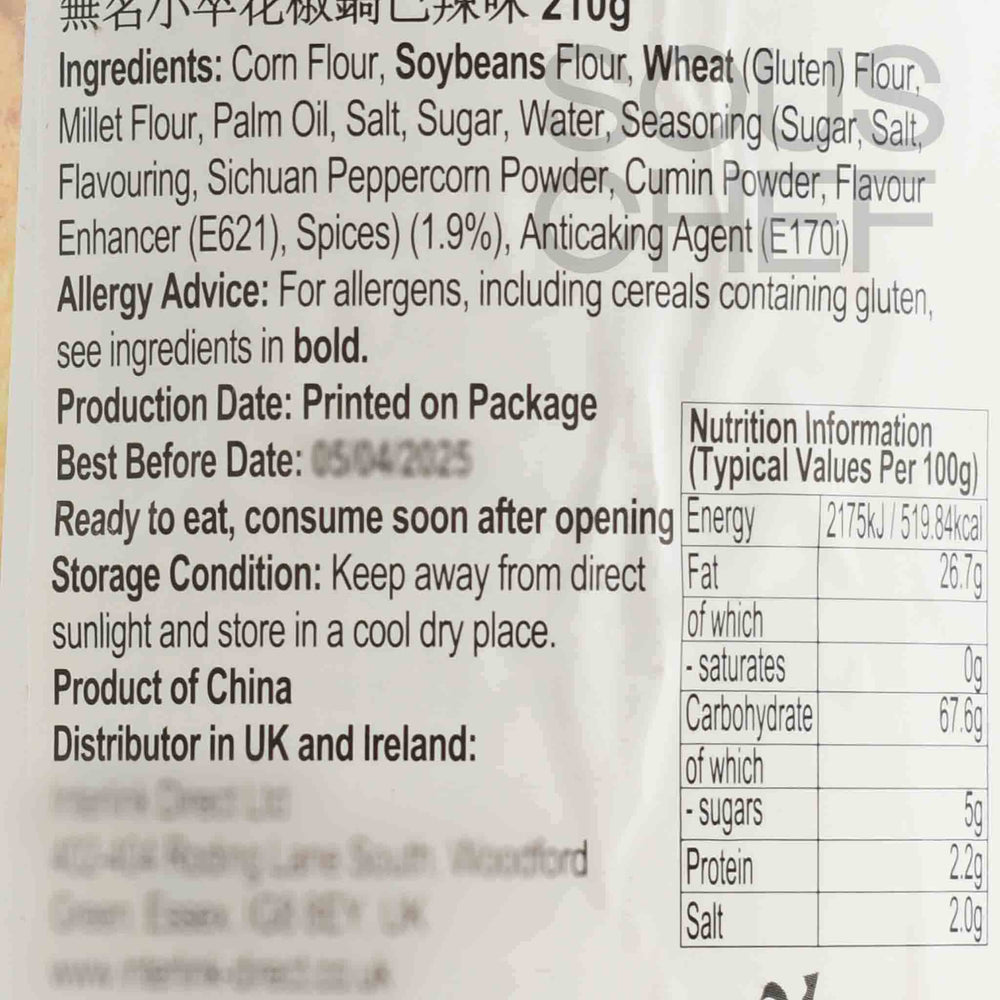 無名小卒花椒鍋巴辣味 210g
Ingredients: Corn Flour, Soybeans Flour, Wheat (Gluten) Flour,
Millet Flour, Palm Oil, Salt, Sugar, Water, Seasoning (Sugar, Salt,
Flavouring, Sichuan Peppercorn Powder, Cumin Powder, Flavour
Enhancer (E621), Spices) (1.9%), Anticaking Agent (E170i)
SOUS
CHEF
Allergy Advice: For allergens, including cereals containing gluten,
see ingredients in bold.
Production Date: Printed on Package
Best Before Date: 05/04/2025
Ready to eat, consume soon after opening
Storage Condition: Keep away from direct
sunlight and store in a cool dry place.
Product of China
Distributor in UK and Ireland:
Nutrition Information
(Typical Values Per 100g)
Energy 2175kJ / 519.84kcal
Fat 26.7g
of which
- saturates 0g
Carbohydrate 67.6g
of which
- sugars 5g
Protein 2.2g
Salt 2.0g